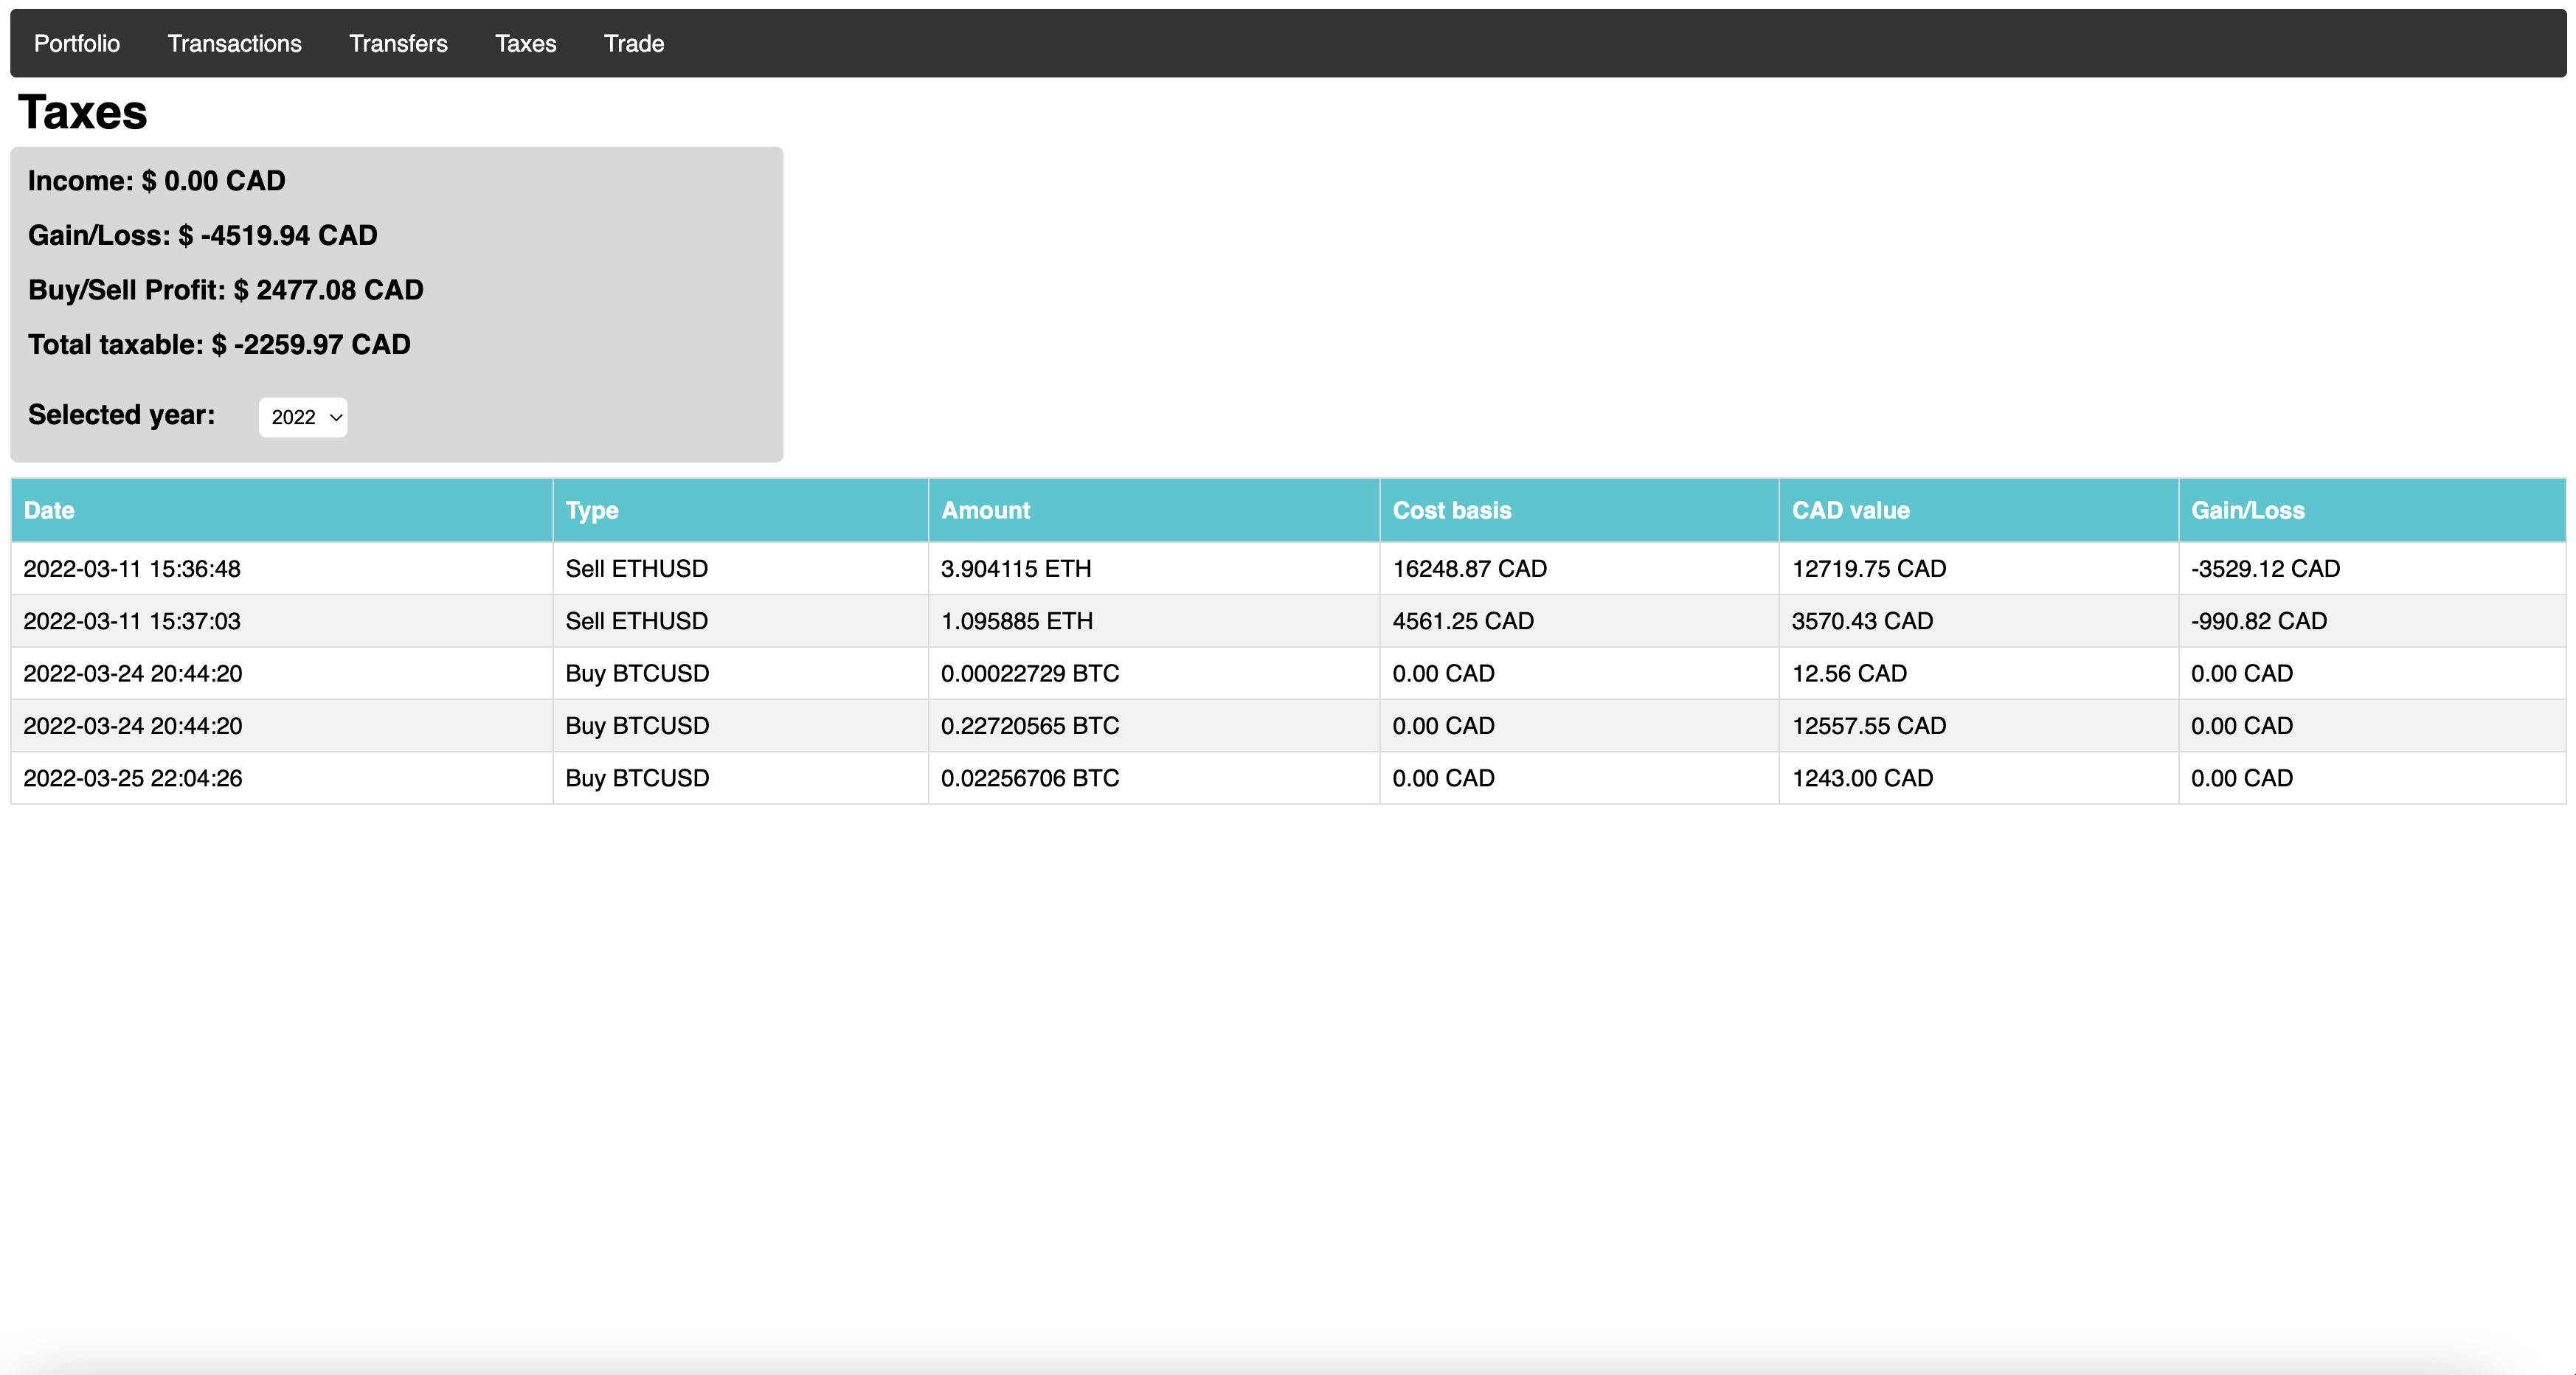 Portfolio Transactions Transfers Taxes Trade
Taxes
Income: $ 0.00 CAD
Gain/Loss: $ -4519.94 CAD
Buy/Sell Profit: $ 2477.08 CAD
Total taxable: $ -2259.97 CAD
Selected year: 2022
Date Type Amount Cost basis CAD value Gain/Loss
2022-03-11 15:36:48 Sell ETHUSD 3.904115 ETH 16248.87 CAD 12719.75 CAD -3529.12 CAD
2022-03-11 15:37:03 Sell ETHUSD 1.095885 ETH 4561.25 CAD 3570.43 CAD -990.82 CAD
2022-03-24 20:44:20 Buy BTCUSD 0.00022729 BTC 0.00 CAD 12.56 CAD 0.00 CAD
2022-03-24 20:44:20 Buy BTCUSD 0.22720565 BTC 0.00 CAD 12557.55 CAD 0.00 CAD
2022-03-25 22:04:26 Buy BTCUSD 0.02256706 BTC 0.00 CAD 1243.00 CAD 0.00 CAD